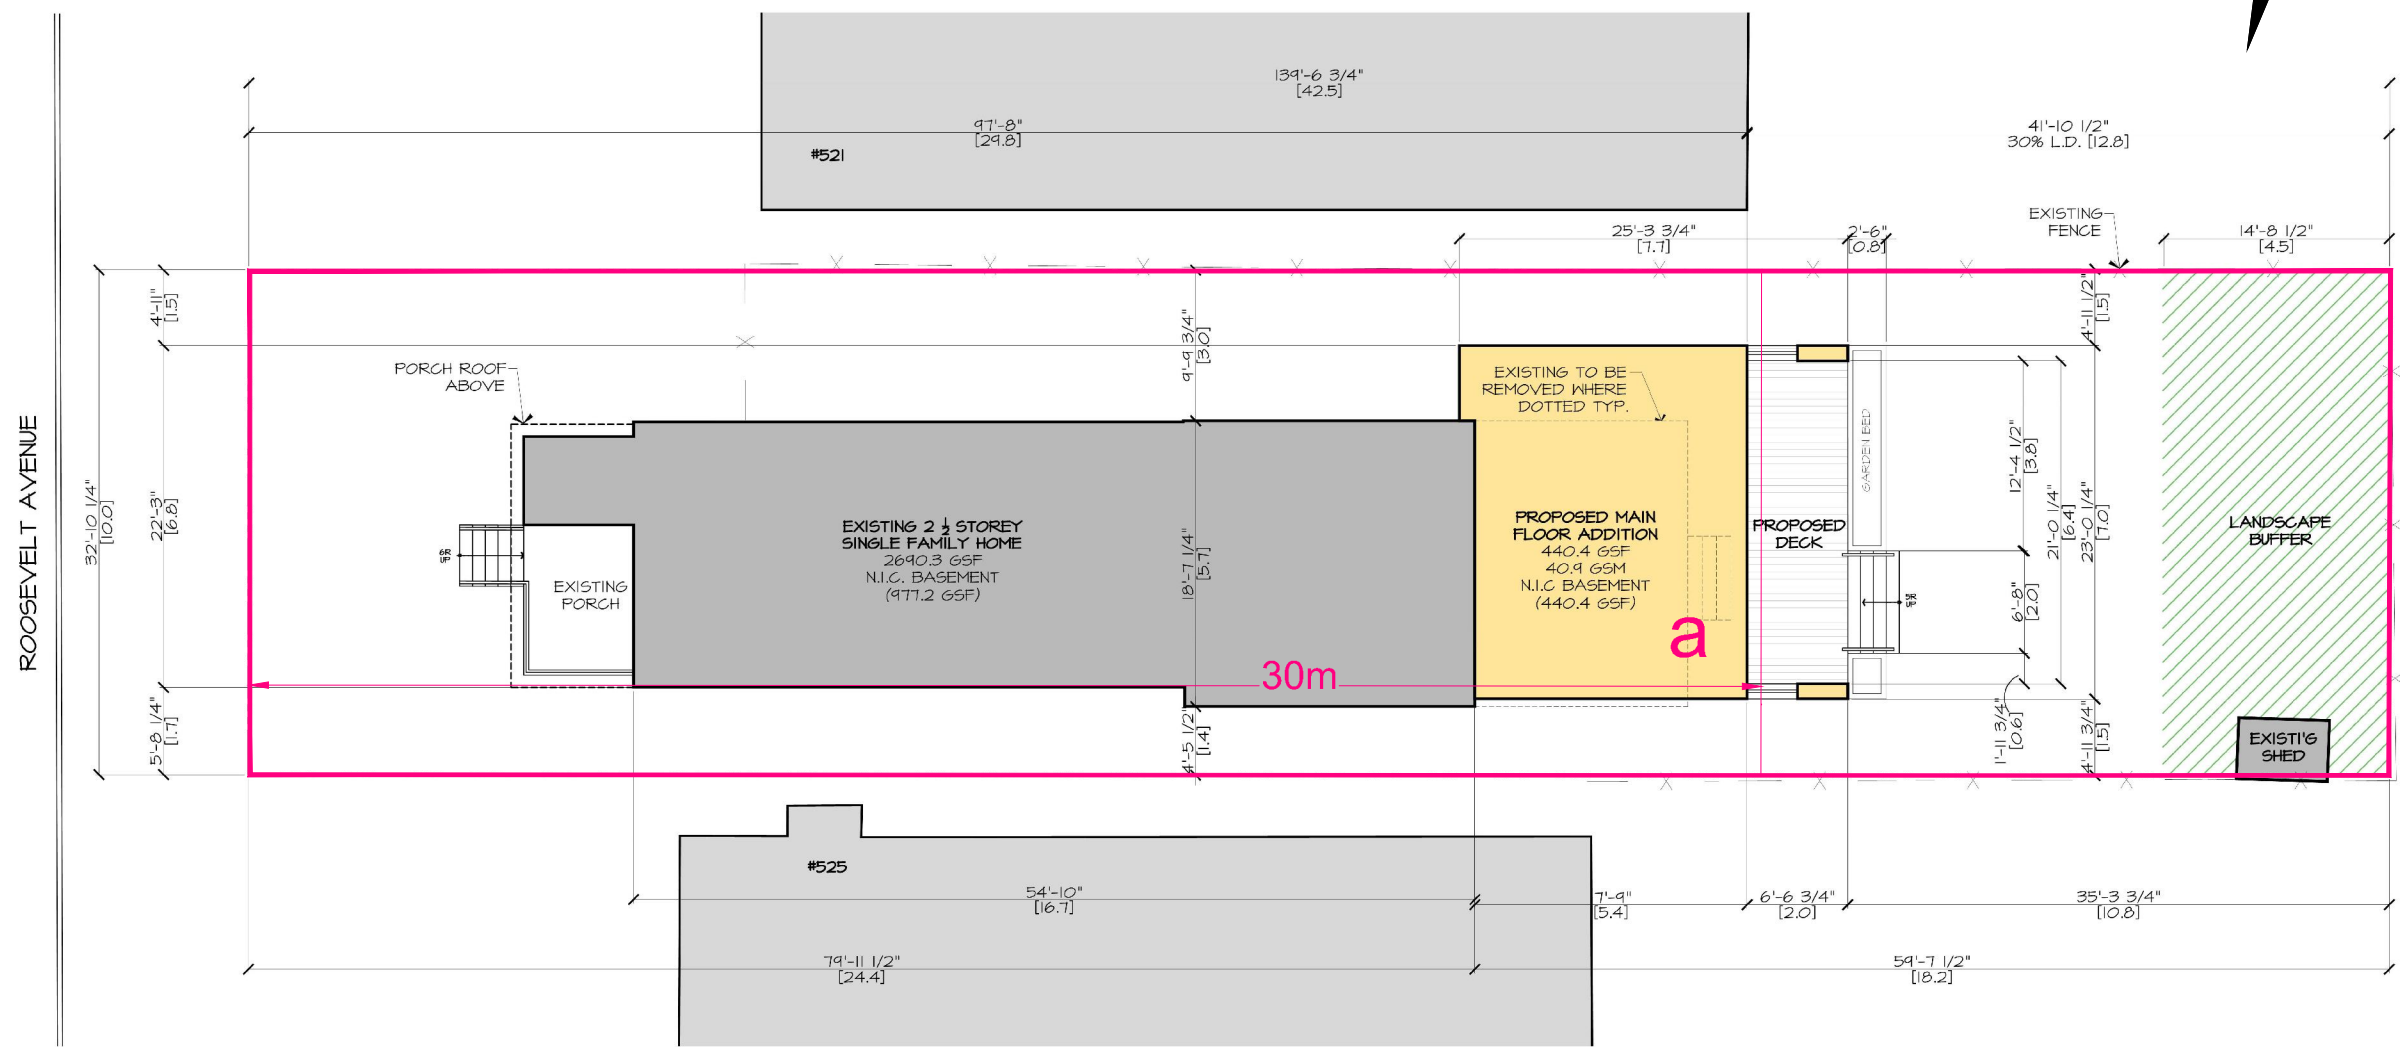 139'-6 3/4"
[42.5]
97'-8"
[29.8]
41'-10 1/2"
30% L.D. [12.8]
#521
25'-3 3/4"
[7.7]
2'-6"
[0.8]
EXISTING
FENCE
14'-8 1/2"
[4.5]
4'-11"
[1.5]
9'-9 3/4"
[3.0]
4'-11 1/2"
[1.5]
PORCH ROOF
ABOVE
EXISTING TO BE
REMOVED WHERE
DOTTED TYP.
ROOSEVELT AVENUE
32'-10 1/4"
[10.0]
22'-3"
[6.8]
GARDEN BED
12'-4 1/2"
[3.8]
21'-0 1/4"
[6.4]
23'-0 1/4"
[7.0]
EXISTING 2 1/2 STOREY
SINGLE FAMILY HOME
2690.3 GSF
N.I.C. BASEMENT
(977.2 GSF)
18'-7 1/4"
[5.7]
PROPOSED MAIN
FLOOR ADDITION
440.4 GSF
40.9 GSM
N.I.C BASEMENT
(440.4 GSF)
PROPOSED
DECK
LANDSCAPE
BUFFER
6R
UP
EXISTING
PORCH
5R
UP
6'-8"
[2.0]
a
30m
5'-8 1/4"
[1.7]
4'-5 1/2"
[1.4]
1'-11 3/4"
[0.6]
4'-11 3/4"
[1.5]
EXISTI'G
SHED
#525
54'-10"
[16.7]
7'-9"
[5.4]
6'-6 3/4"
[2.0]
35'-3 3/4"
[10.8]
79'-11 1/2"
[24.4]
59'-7 1/2"
[18.2]